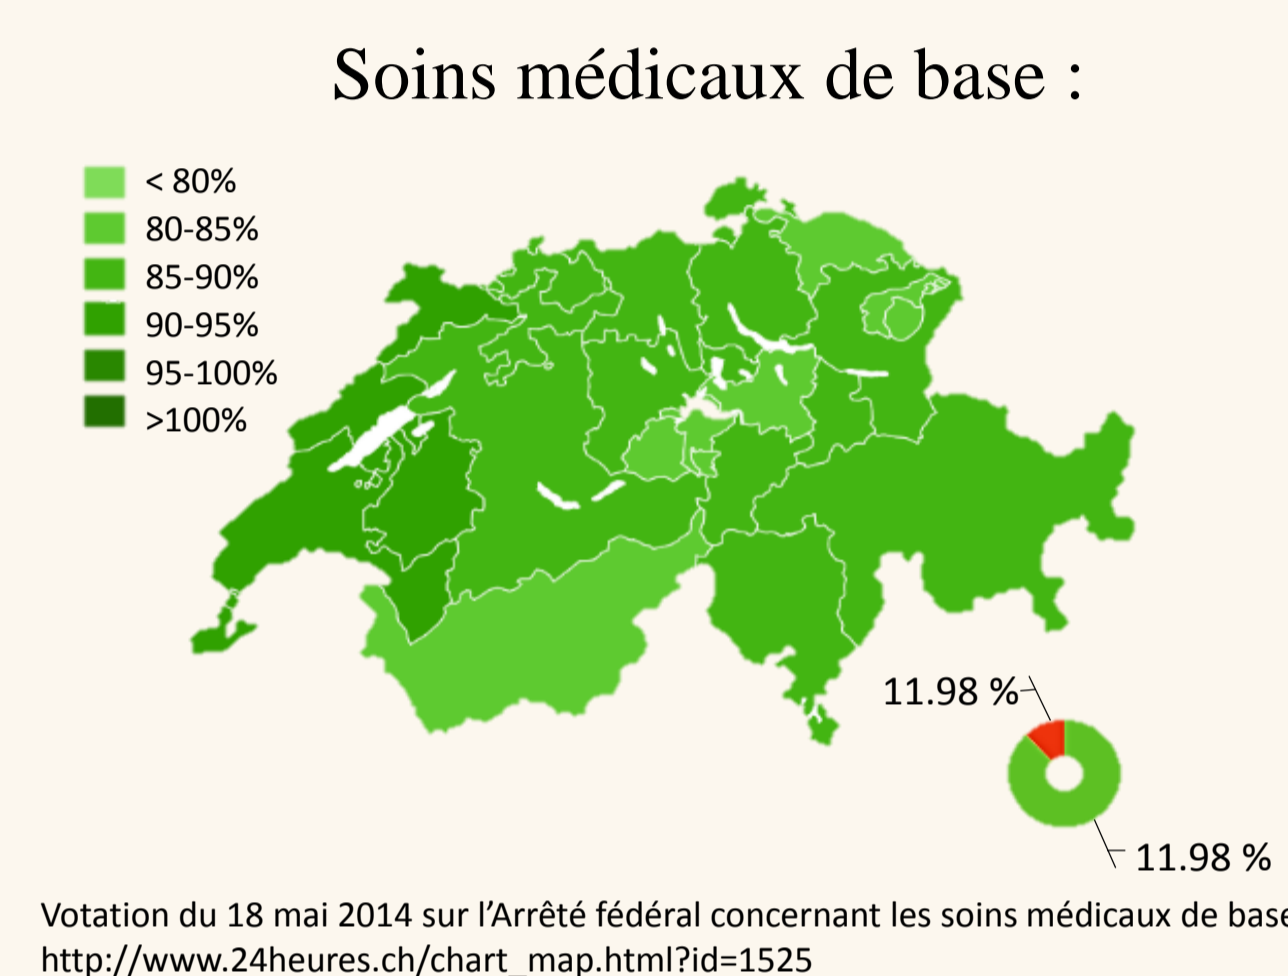 Soins médicaux de base :
< 80%
80-85%
85-90%
90-95%
95-100%
>100%
11.98 %
11.98 %
Votation du 18 mai 2014 sur l’Arrêté fédéral concernant les soins médicaux de base
http://www.24heures.ch/chart_map.html?id=1525